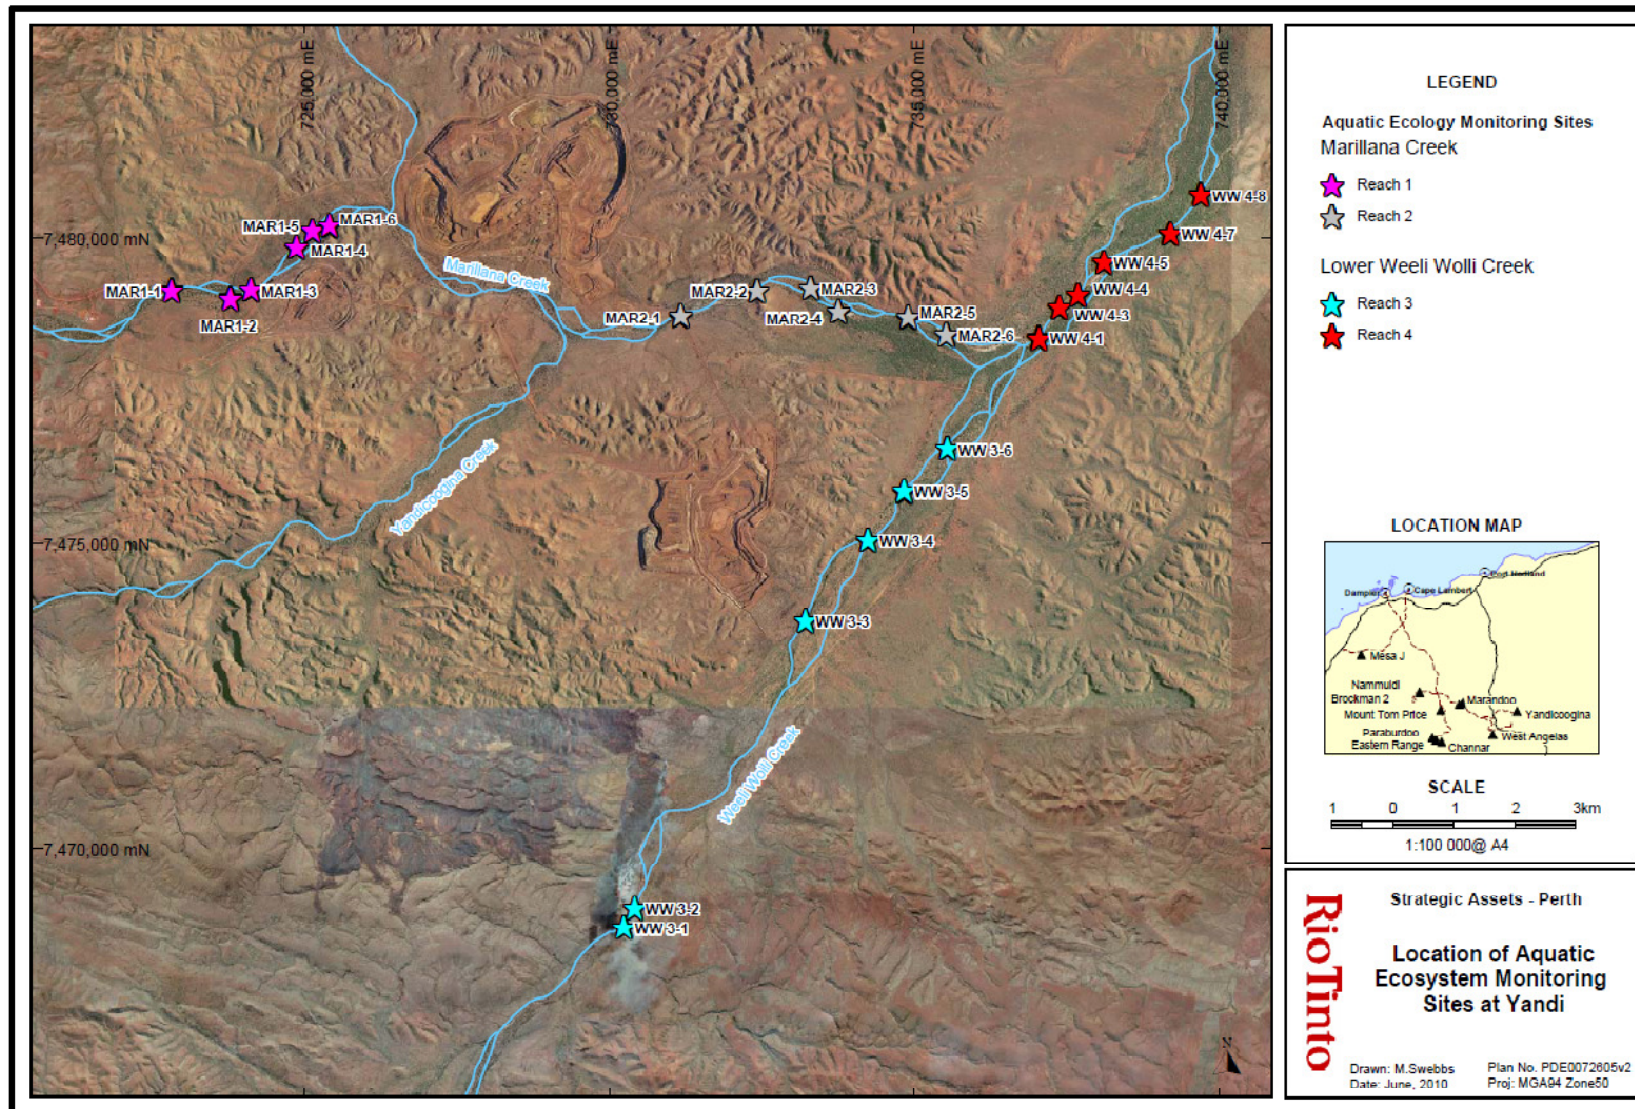 725,000 mE
730,000 mE
735,000 mE
740,000 mE
7,480,000 mN
7,475,000 mN
7,470,000 mN
MAR1-1
MAR1-2
MAR1-3
MAR1-4
MAR1-5
MAR1-6
Marillana Creek
MAR2-1
MAR2-2
MAR2-3
MAR2-4
MAR2-5
MAR2-6
WW 4-8
WW 4-7
WW 4-5
WW 4-4
WW 4-3
WW 4-1
Yandicoogina Creek
WW 3-6
WW 3-5
WW 3-4
WW 3-3
Weeli Wolli Creek
WW 3-2
WW 3-1
N
LEGEND
Aquatic Ecology Monitoring Sites
Marillana Creek
Reach 1
Reach 2
Lower Weeli Wolli Creek
Reach 3
Reach 4
LOCATION MAP
Port Hedland
Dampier
Cape Lambert
Mesa J
Nammuldi
Brockman 2
Marandoo
Mount Tom Price
Yandicoogina
Paraburdoo
West Angelas
Eastern Range
Channar
SCALE
1 0 1 2 3km
1:100 000@ A4
RioTinto
Strategic Assets - Perth
Location of Aquatic
Ecosystem Monitoring
Sites at Yandi
Drawn: M.Swebbs
Plan No. PDE0072605v2
Date: June, 2010
Proj: MGA94 Zone50